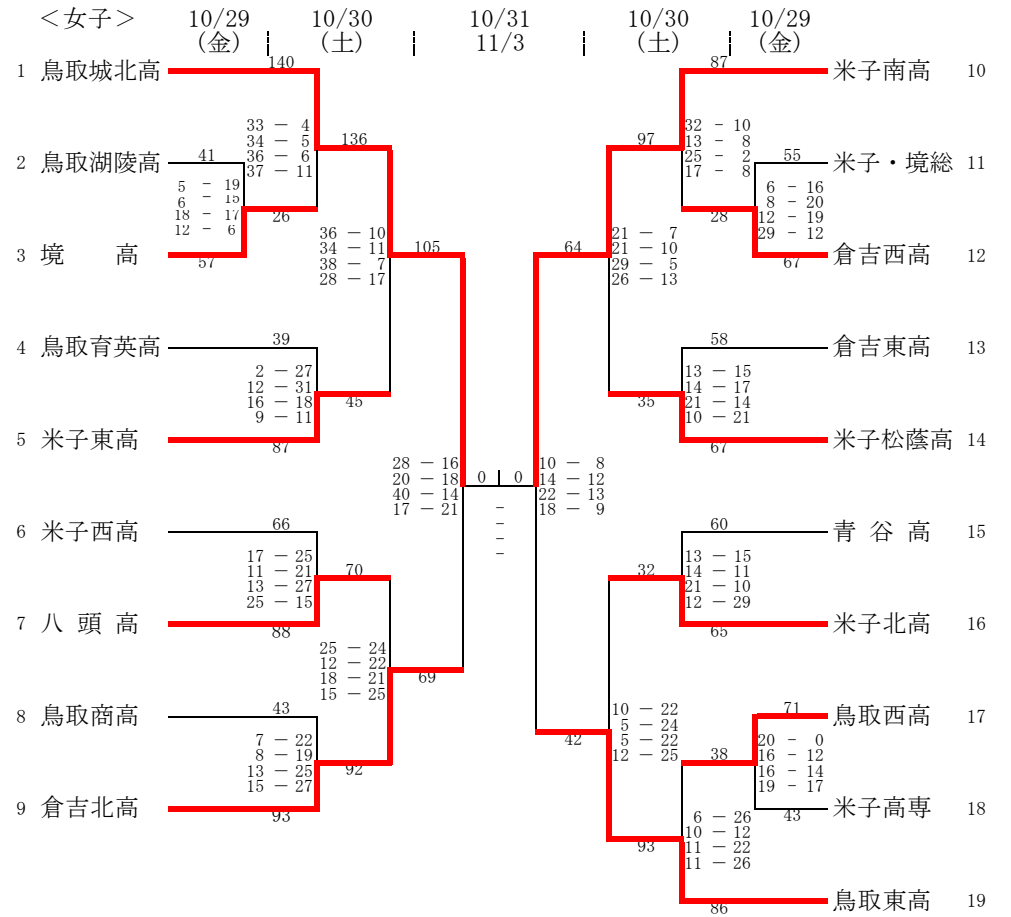 ＜女子＞ 10/29 10/30 10/31 10/30 10/29
（金） （土） 11/3 （土） （金）
1 鳥取城北高 140 87 米子南高 10
33 － 4
34 － 5
36 － 6
37 － 11
136
97
32 － 10
13 － 8
25 － 2
17 － 8
2 鳥取湖陵高 41 55 米子・境総 11
5 － 19
6 － 15
18 － 17
12 － 6
26
28
6 － 16
8 － 20
12 － 19
29 － 12
3 境 高 57 67 倉吉西高 12
36 － 10
34 － 11
38 － 7
28 － 17
105
64
21 － 7
21 － 10
29 － 5
26 － 13
4 鳥取育英高 39 58 倉吉東高 13
2 － 27
12 － 31
16 － 18
9 － 11
45
35
13 － 15
14 － 17
21 － 14
10 － 21
5 米子東高 87 67 米子松蔭高 14
28 － 16
20 － 18
40 － 14
17 － 21
0 0
－
－
－
－
10 － 8
14 － 12
22 － 13
18 － 9
6 米子西高 66 60 青谷高 15
17 － 25
11 － 21
13 － 27
25 － 15
70
32
13 － 15
14 － 11
21 － 10
12 － 29
7 八頭高 88 65 米子北高 16
25 － 24
12 － 22
18 － 21
15 － 25
69
42
10 － 22
5 － 24
5 － 22
12 － 25
8 鳥取商高 43 71 鳥取西高 17
7 － 22
8 － 19
13 － 25
15 － 27
92
38
20 － 0
16 － 12
16 － 14
19 － 17
9 倉吉北高 93 43 米子高専 18
93
6 － 26
10 － 12
11 － 22
11 － 26
86 鳥取東高 19